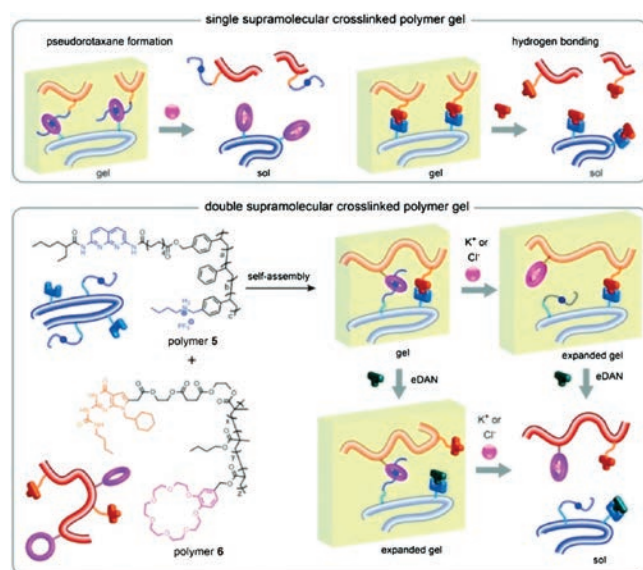 single supramolecular crosslinked polymer gel
pseudorotaxane formation
hydrogen bonding
gel
sol
gel
sol
double supramolecular crosslinked polymer gel
polymer 5
+
polymer 6
self-assembly
gel
K+ or
Cl-
expanded gel
eDAN
eDAN
K+ or
Cl-
expanded gel
sol